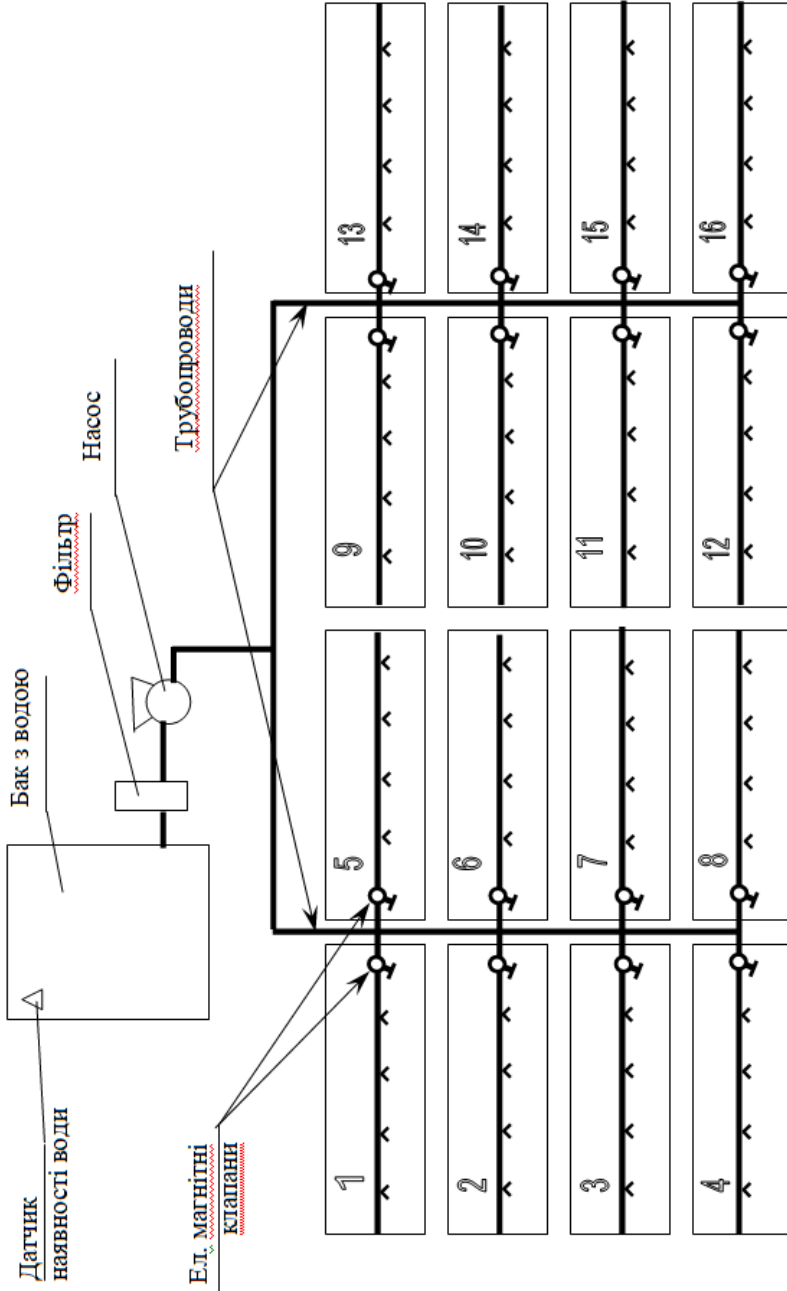 Датчик
наявності води
Бак з водою
Фільтр
Насос
Трубопроводи
Ел. магнітні
клапани
1
5
9
13
2
6
10
14
3
7
11
15
4
8
12
16